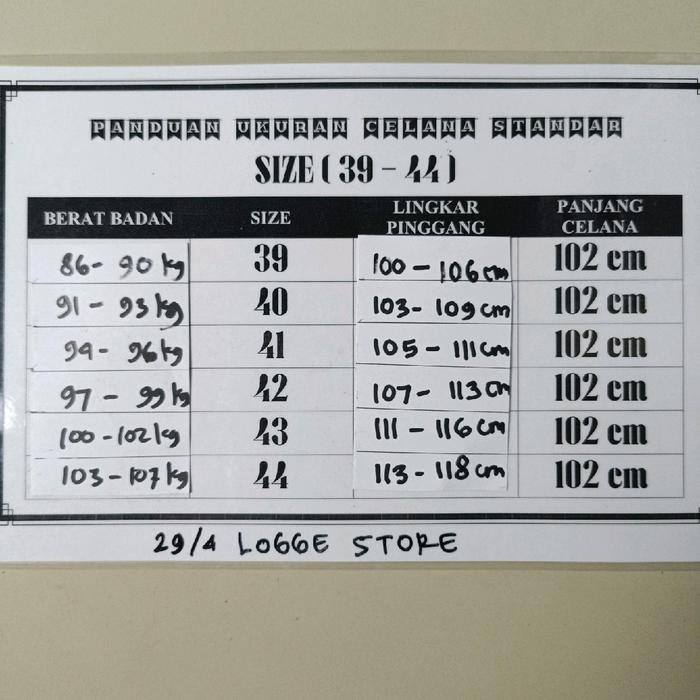 PANDUAN UKURAN CELANA STANDAR
SIZE ( 39 - 44 )
BERAT BADAN SIZE LINGKAR PINGGANG PANJANG CELANA
86- 90 kg 39 100 - 106 cm 102 cm
91 - 93 kg 40 103- 109 cm 102 cm
94- 96 kg 41 105 - 111 cm 102 cm
97 - 99 kg 42 107- 113 cm 102 cm
100 -102 kg 43 111 - 116 cm 102 cm
103 -107 kg 44 113 - 118 cm 102 cm
29/4 LOGGE STORE